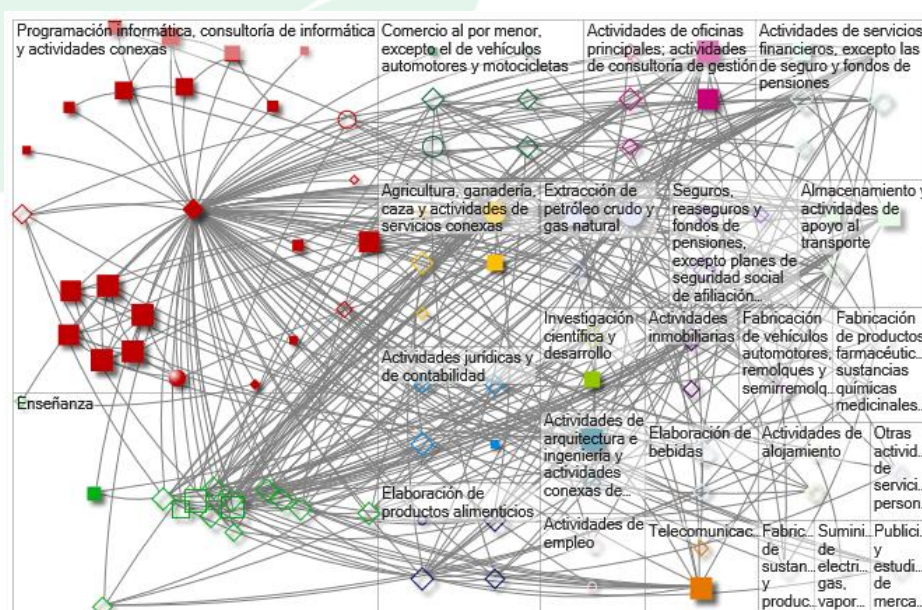 Programación informática, consultoría de informática
y actividades conexas
Comercio al por menor,
excepto el de vehículos
automotores y motocicletas
Actividades de oficinas
principales; actividades
de consultoría de gestión
Actividades de servicios
financieros, excepto las
de seguro y fondos de
pensiones
Agricultura, ganadería,
caza y actividades de
servicios conexas
Extracción de
petróleo crudo y
gas natural
Seguros,
reaseguros y
fondos de
pensiones,
excepto planes de
seguridad social
de afiliación...
Almacenamiento y
actividades de
apoyo al
transporte
Investigación
científica y
desarrollo
Actividades
inmobiliarias
Fabricación
de vehículos
automotores,
remolques y
semirremolq...
Fabricación
de productos
farmacéutic...
sustancias
químicas
medicinales...
Actividades jurídicas y
de contabilidad
Enseñanza
Actividades de
arquitectura e
ingeniería y
actividades
conexas de...
Elaboración de
bebidas
Actividades de
alojamiento
Otras
activid...
de
servici...
person...
Elaboración de
productos alimenticios
Actividades de
empleo
Telecomunicac...
Fabric...
de
sustan...
y
produc...
Sumini...
de
electri...
gas,
vapor...
Publici...
y
estudi...
de
merca...